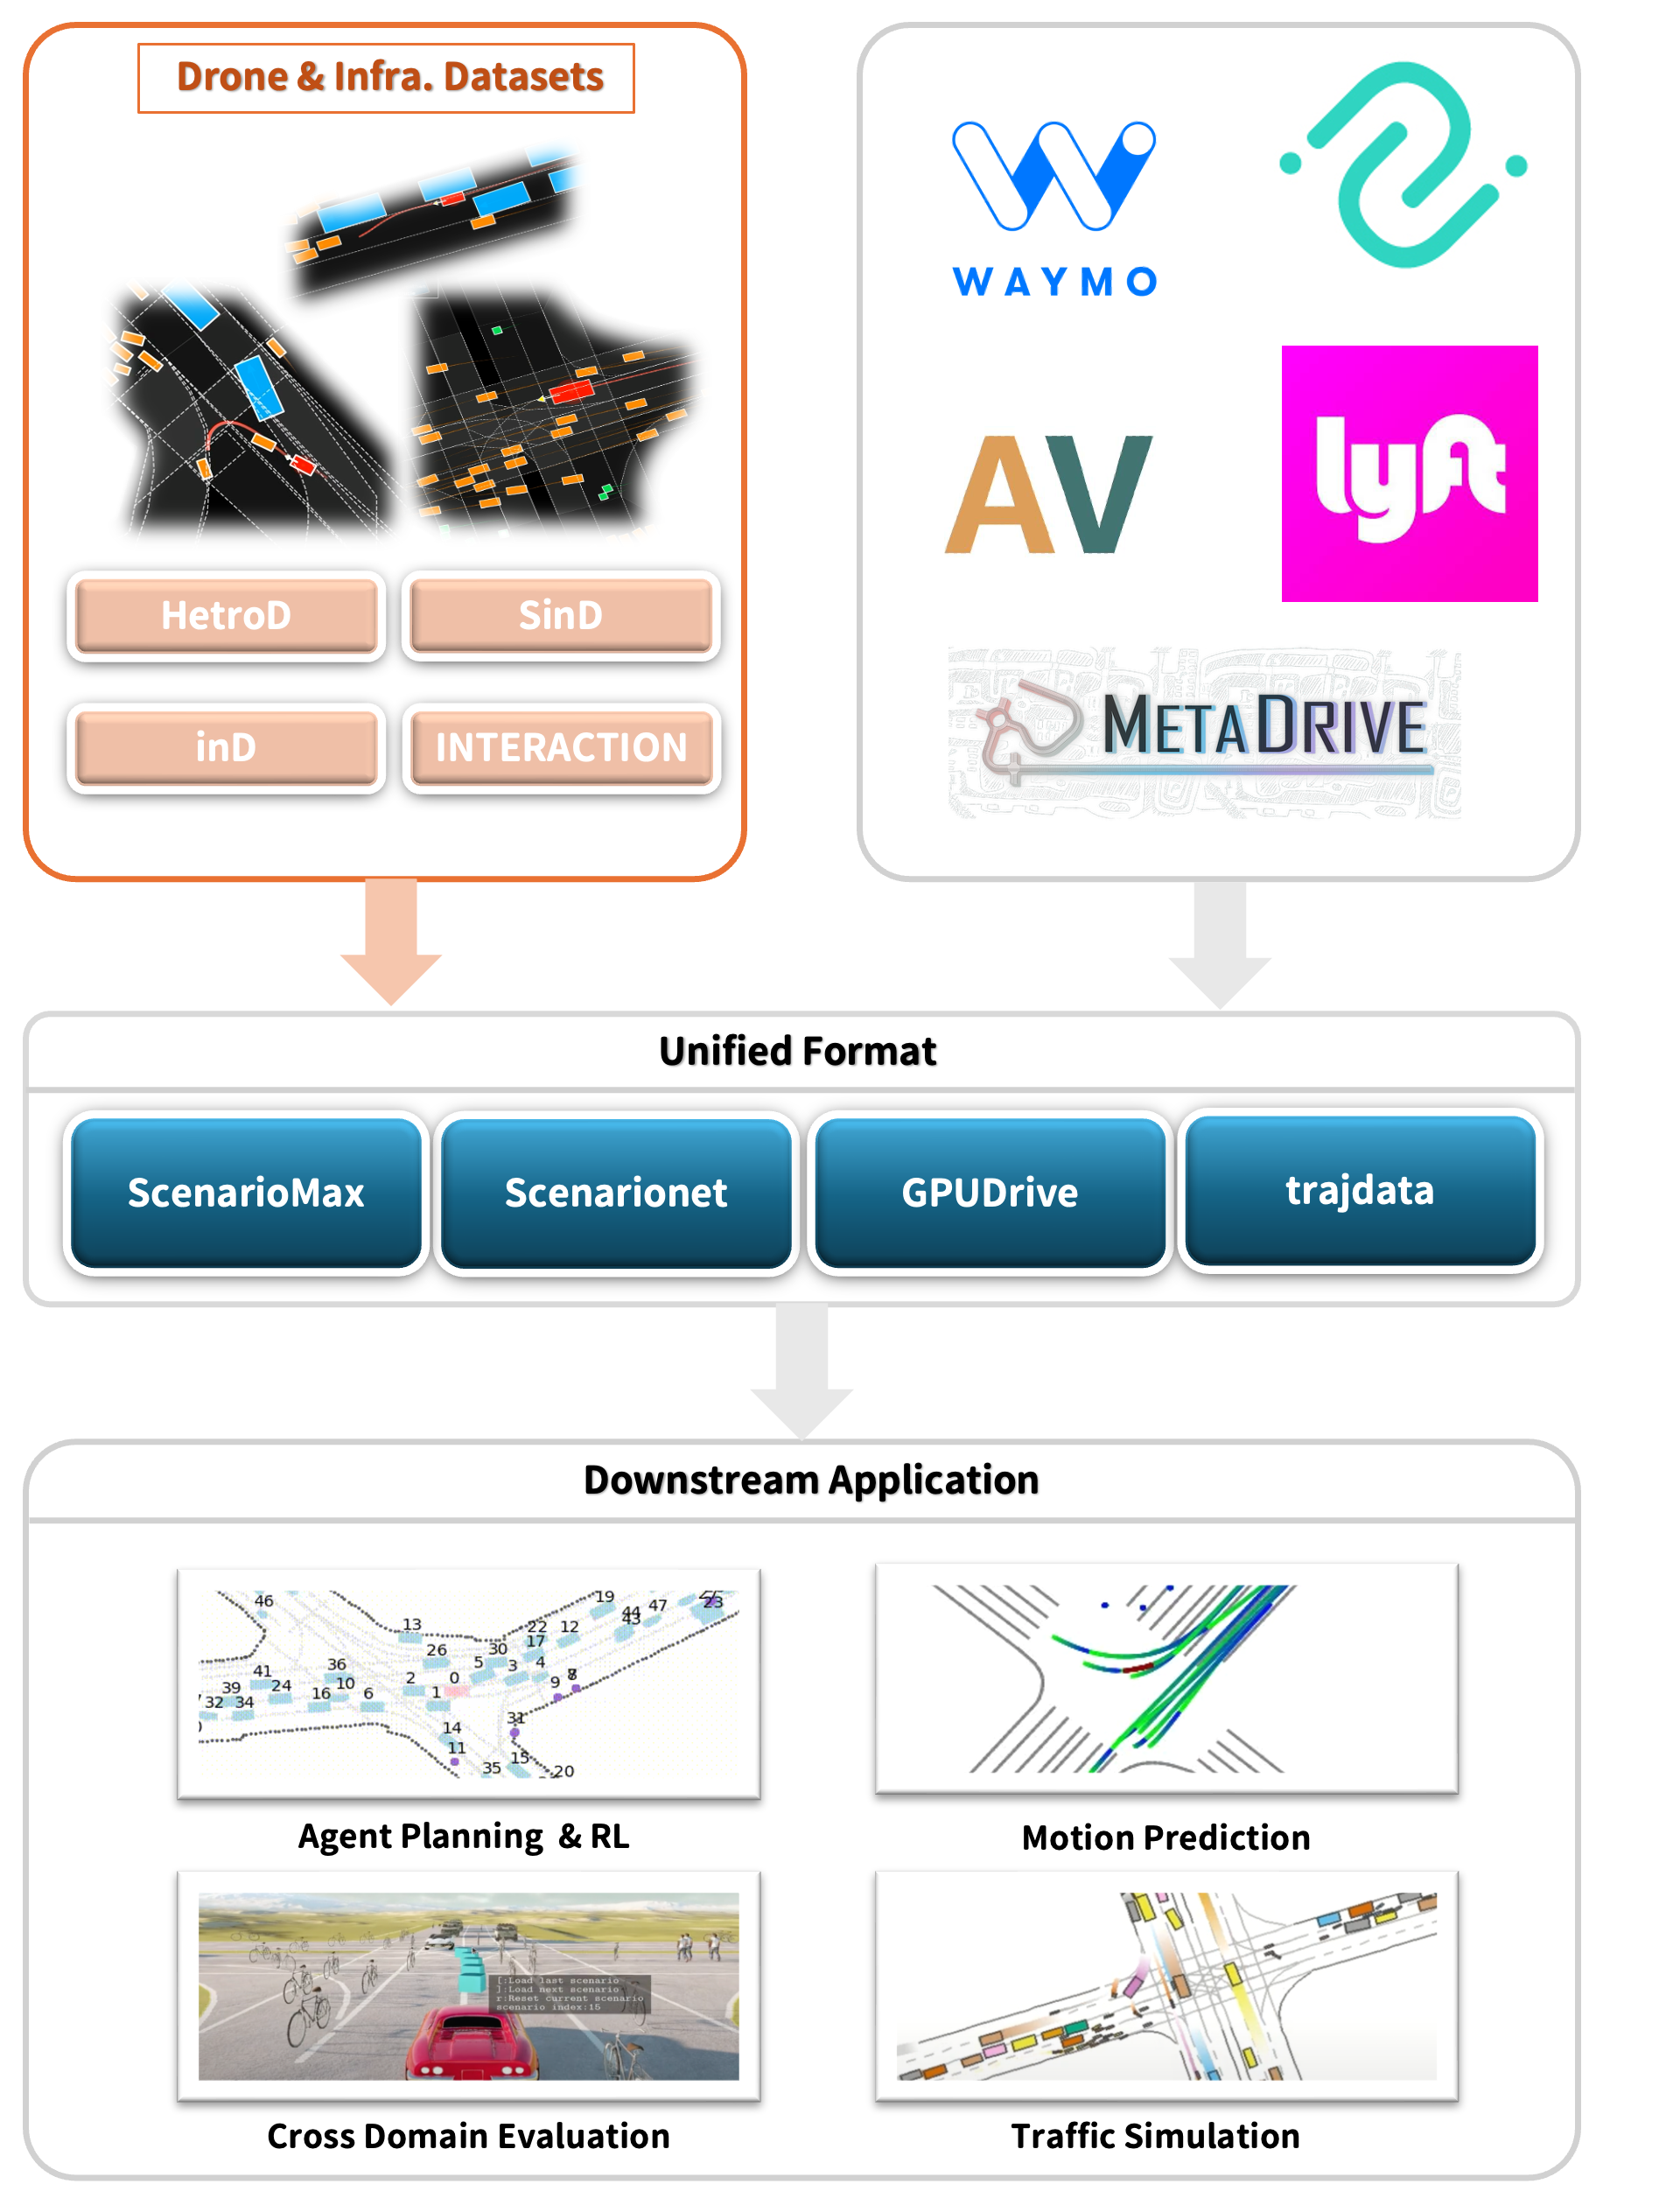 Drone & Infra. Datasets
HetroD
SinD
inD
INTERACTION
WAYMO
AV
lyft
METADRIVE
Unified Format
ScenarioMax
Scenarionet
GPUDrive
trajdata
Downstream Application
46
19
47
44
43
23
13
22
12
17
26
30
5
3
4
41
36
2
0
9
8
39
24
10
16
6
1
32
34
14
31
11
15
35
20
Agent Planning & RL
Motion Prediction
[:Load last scenario
]:Load next scenario
r:Reset current scenario
scenario index:15
Cross Domain Evaluation
Traffic Simulation